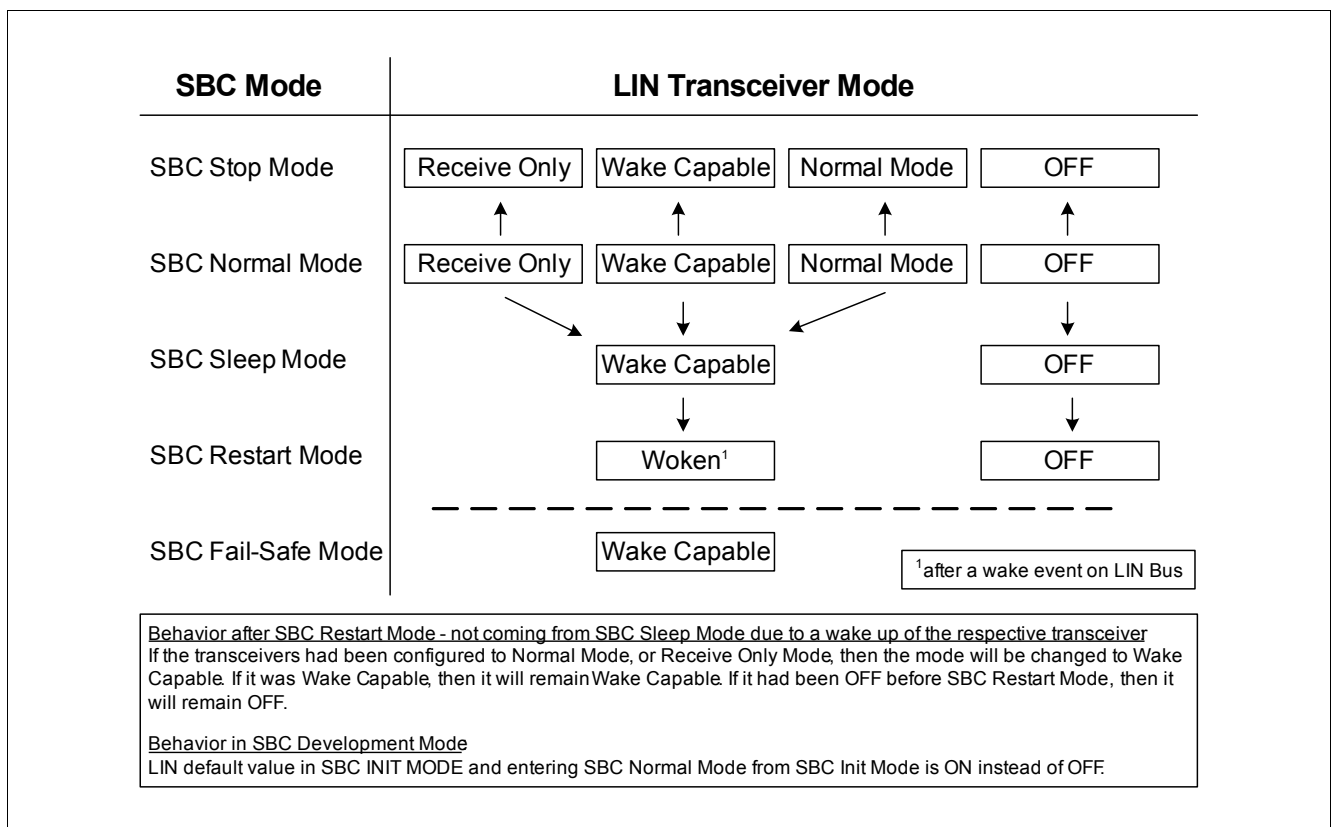 SBC Mode LIN Transceiver Mode
SBC Stop Mode Receive Only Wake Capable Normal Mode OFF
SBC Normal Mode Receive Only Wake Capable Normal Mode OFF
SBC Sleep Mode Wake Capable OFF
SBC Restart Mode Woken¹ OFF
SBC Fail-Safe Mode Wake Capable
¹after a wake event on LIN Bus
Behavior after SBC Restart Mode - not coming from SBC Sleep Mode due to a wake up of the respective transceiver
If the transceivers had been configured to Normal Mode, or Receive Only Mode, then the mode will be changed to Wake
Capable. If it was Wake Capable, then it will remain Wake Capable. If it had been OFF before SBC Restart Mode, then it
will remain OFF.
Behavior in SBC Development Mode
LIN default value in SBC INIT MODE and entering SBC Normal Mode from SBC Init Mode is ON instead of OFF.